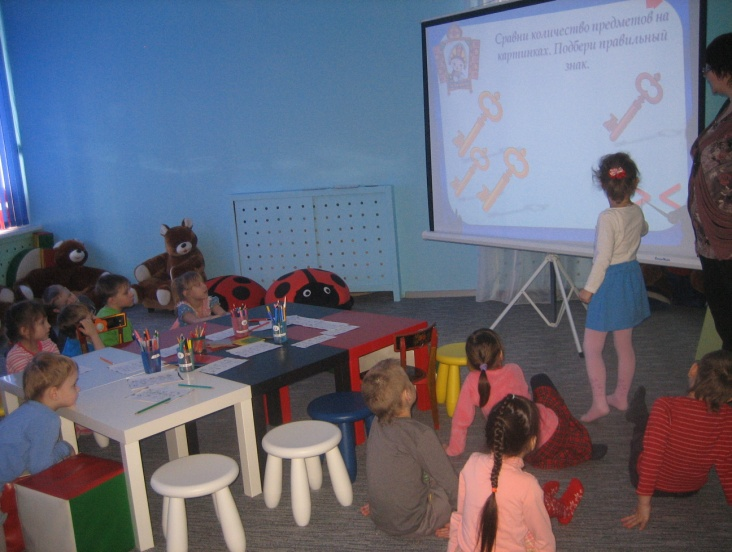 Сравни количество предметов на
картинках. Подбери правильный
знак.